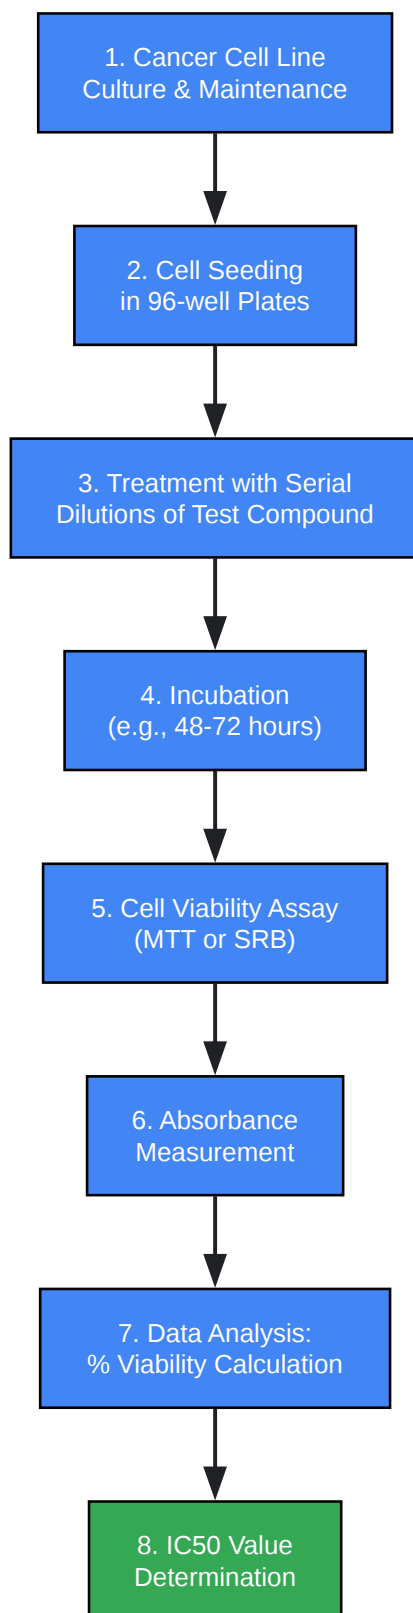 1. Cancer Cell Line
Culture & Maintenance
2. Cell Seeding
in 96-well Plates
3. Treatment with Serial
Dilutions of Test Compound
4. Incubation
(e.g., 48-72 hours)
5. Cell Viability Assay
(MTT or SRB)
6. Absorbance
Measurement
7. Data Analysis:
% Viability Calculation
8. IC50 Value
Determination